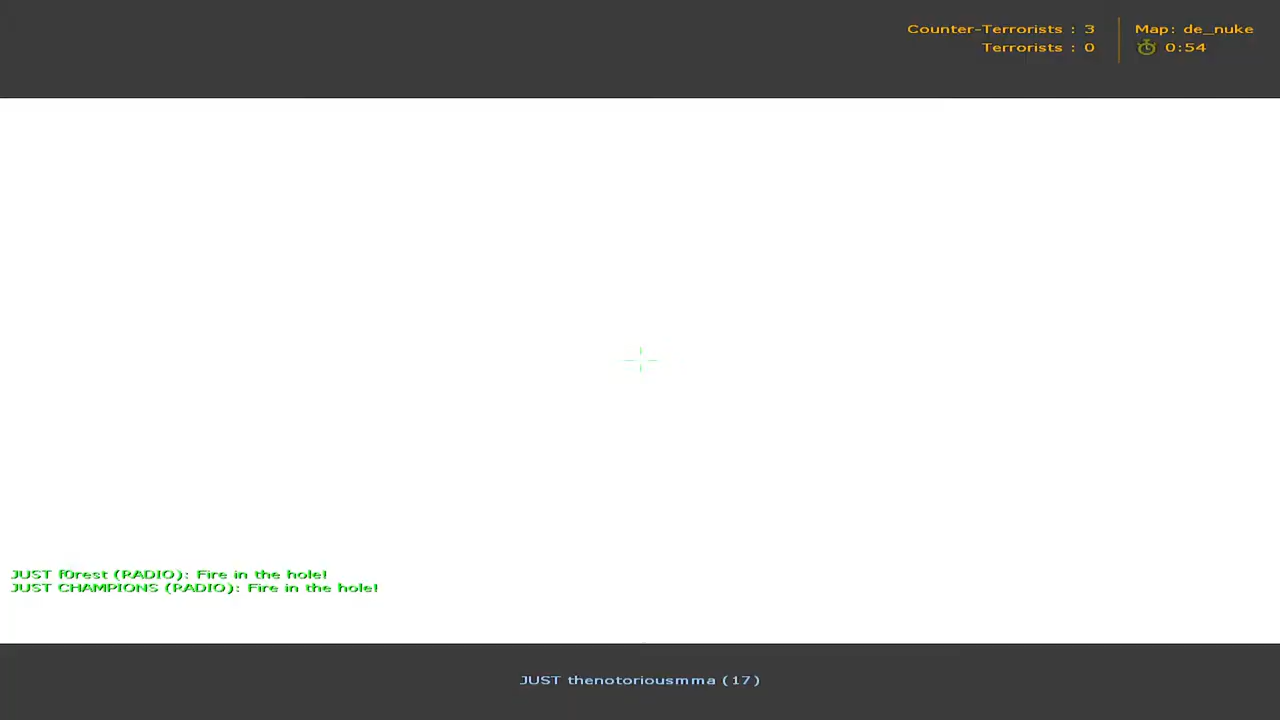 Counter-Terrorists : 3
Terrorists : 0
Map: de_nuke
0:54
JUST f0rest (RADIO): Fire in the hole!
JUST CHAMPIONS (RADIO): Fire in the hole!
JUST thenotoriousmma (17)